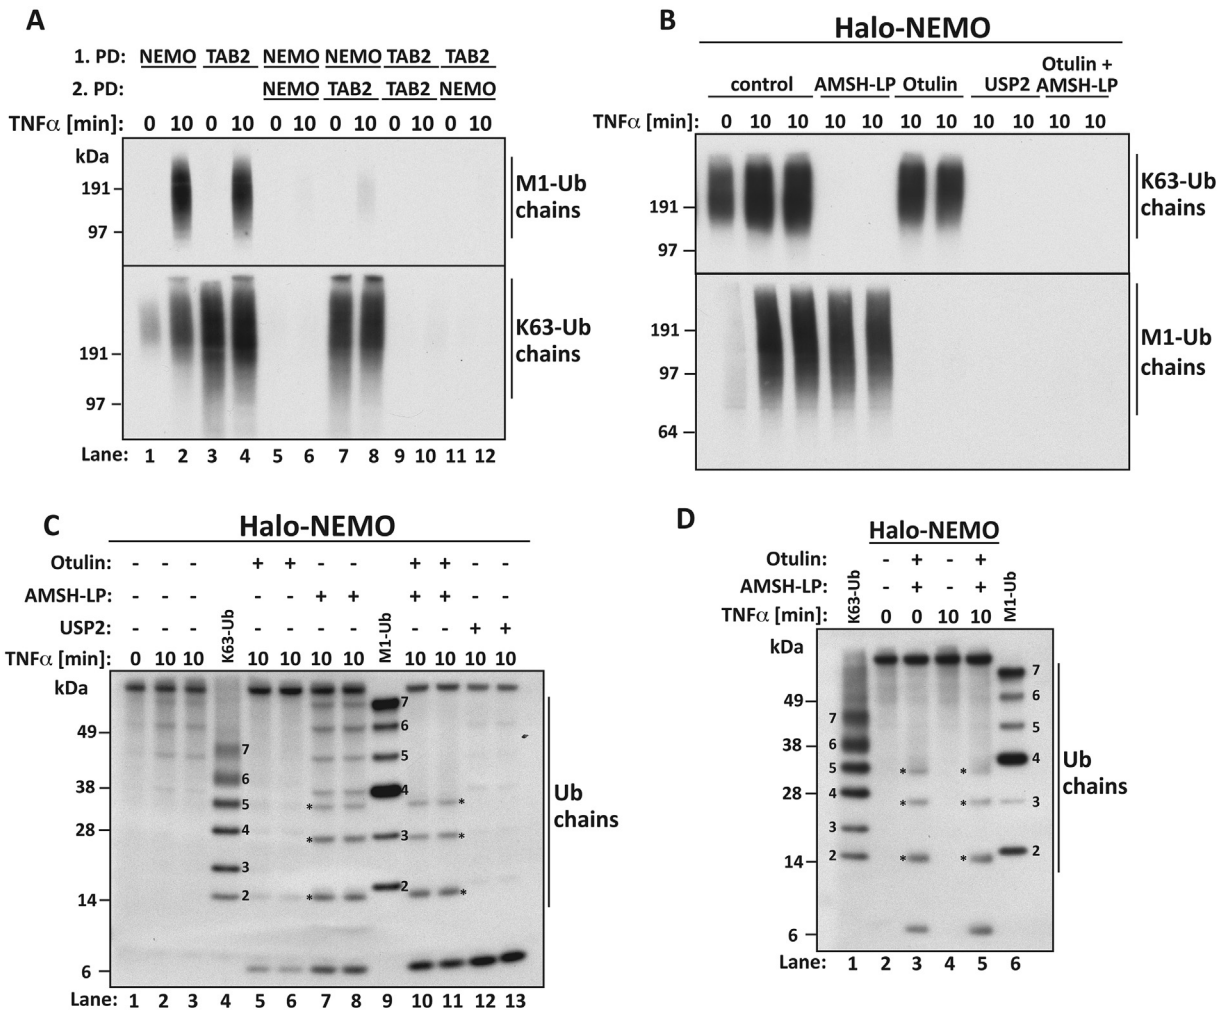 A
1. PD: NEMO TAB2 NEMO NEMO TAB2 TAB2
2. PD: NEMO TAB2 TAB2 NEMO
TNFα [min]: 0 10 0 10 0 10 0 10 0 10 0 10
kDa
191
97
M1-Ub
chains
191
97
K63-Ub
chains
Lane: 1 2 3 4 5 6 7 8 9 10 11 12
B
Halo-NEMO
control AMSH-LP Otulin USP2 Otulin +
AMSH-LP
TNFα [min]: 0 10 10 10 10 10 10 10 10 10 10
191
97
K63-Ub
chains
191
97
64
M1-Ub
chains
C
Halo-NEMO
Otulin: - - - + + - - + + - -
AMSH-LP: - - - - - + + + + - -
USP2: - - - - - - - - - + +
TNFα [min]: 0 10 10 K63-Ub 10 10 10 10 M1-Ub 10 10 10 10
kDa
49
38
28
14
6
7
6
5
4
3
2
* * *
7
6
5
4
3
2
* * *
Ub
chains
Lane: 1 2 3 4 5 6 7 8 9 10 11 12 13
D
Halo-NEMO
Otulin: - + - +
AMSH-LP: - + - +
TNFα [min]: K63-Ub 0 0 10 10 M1-Ub
kDa
49
38
28
14
6
7
6
5
4
3
2
* * *
* * *
7
6
5
4
3
2
Ub
chains
Lane: 1 2 3 4 5 6